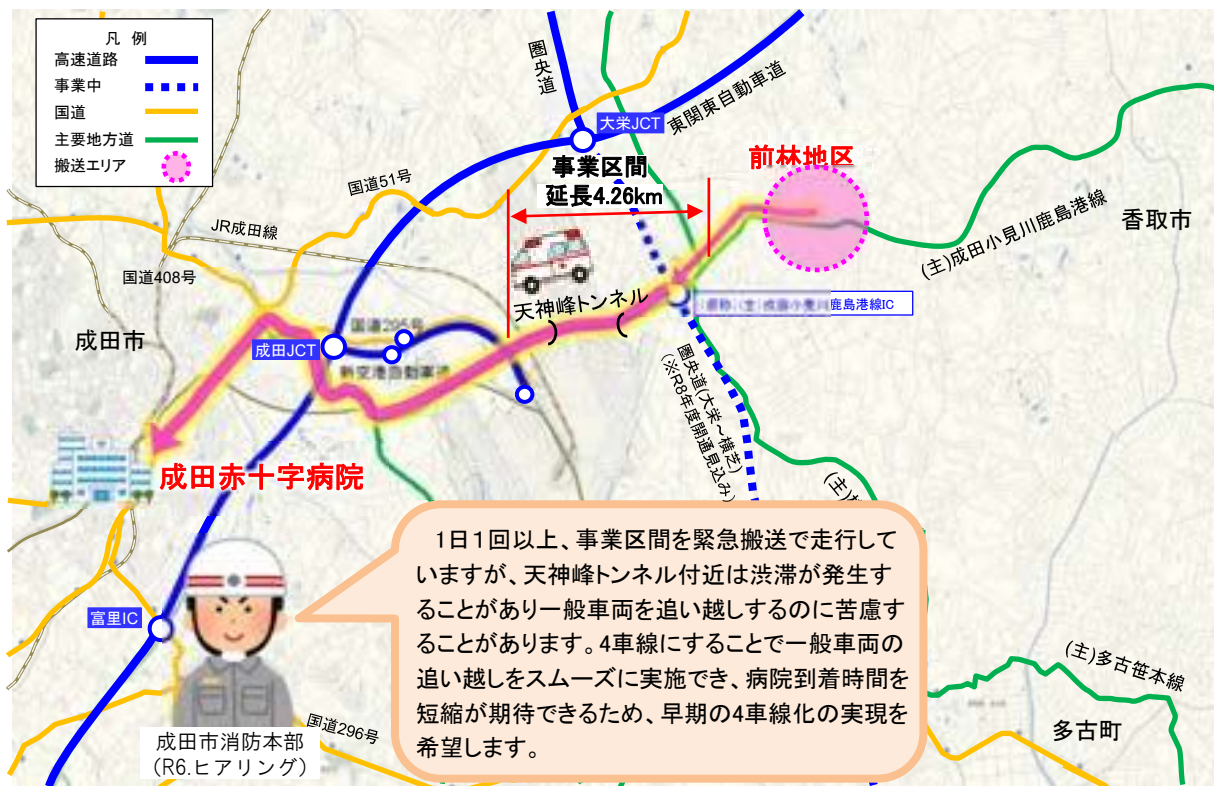 凡 例
高速道路
事業中
国道
主要地方道
搬送エリア
圏央道
東関東自動車道
大栄JCT
事業区間
延長4.26km
前林地区
国道51号
JR成田線
国道408号
香取市
(主)成田小見川鹿島港線
天神峰トンネル
鹿島港線IC
成田市
成田JCT
国道295号
新空港自動車道
圏央道(大栄～横芝)
(※R8年度開通見込み)
成田赤十字病院
(主)
富里IC
1日1回以上、事業区間を緊急搬送で走行して
いますが、天神峰トンネル付近は渋滞が発生す
ることがあり一般車両を追い越しするのに苦慮す
ることがあります。4車線にすることで一般車両の
追い越しをスムーズに実施でき、病院到着時間を
短縮が期待できるため、早期の4車線化の実現を
希望します。
(主)多古笹本線
多古町
国道296号
成田市消防本部
(R6.ヒアリング)